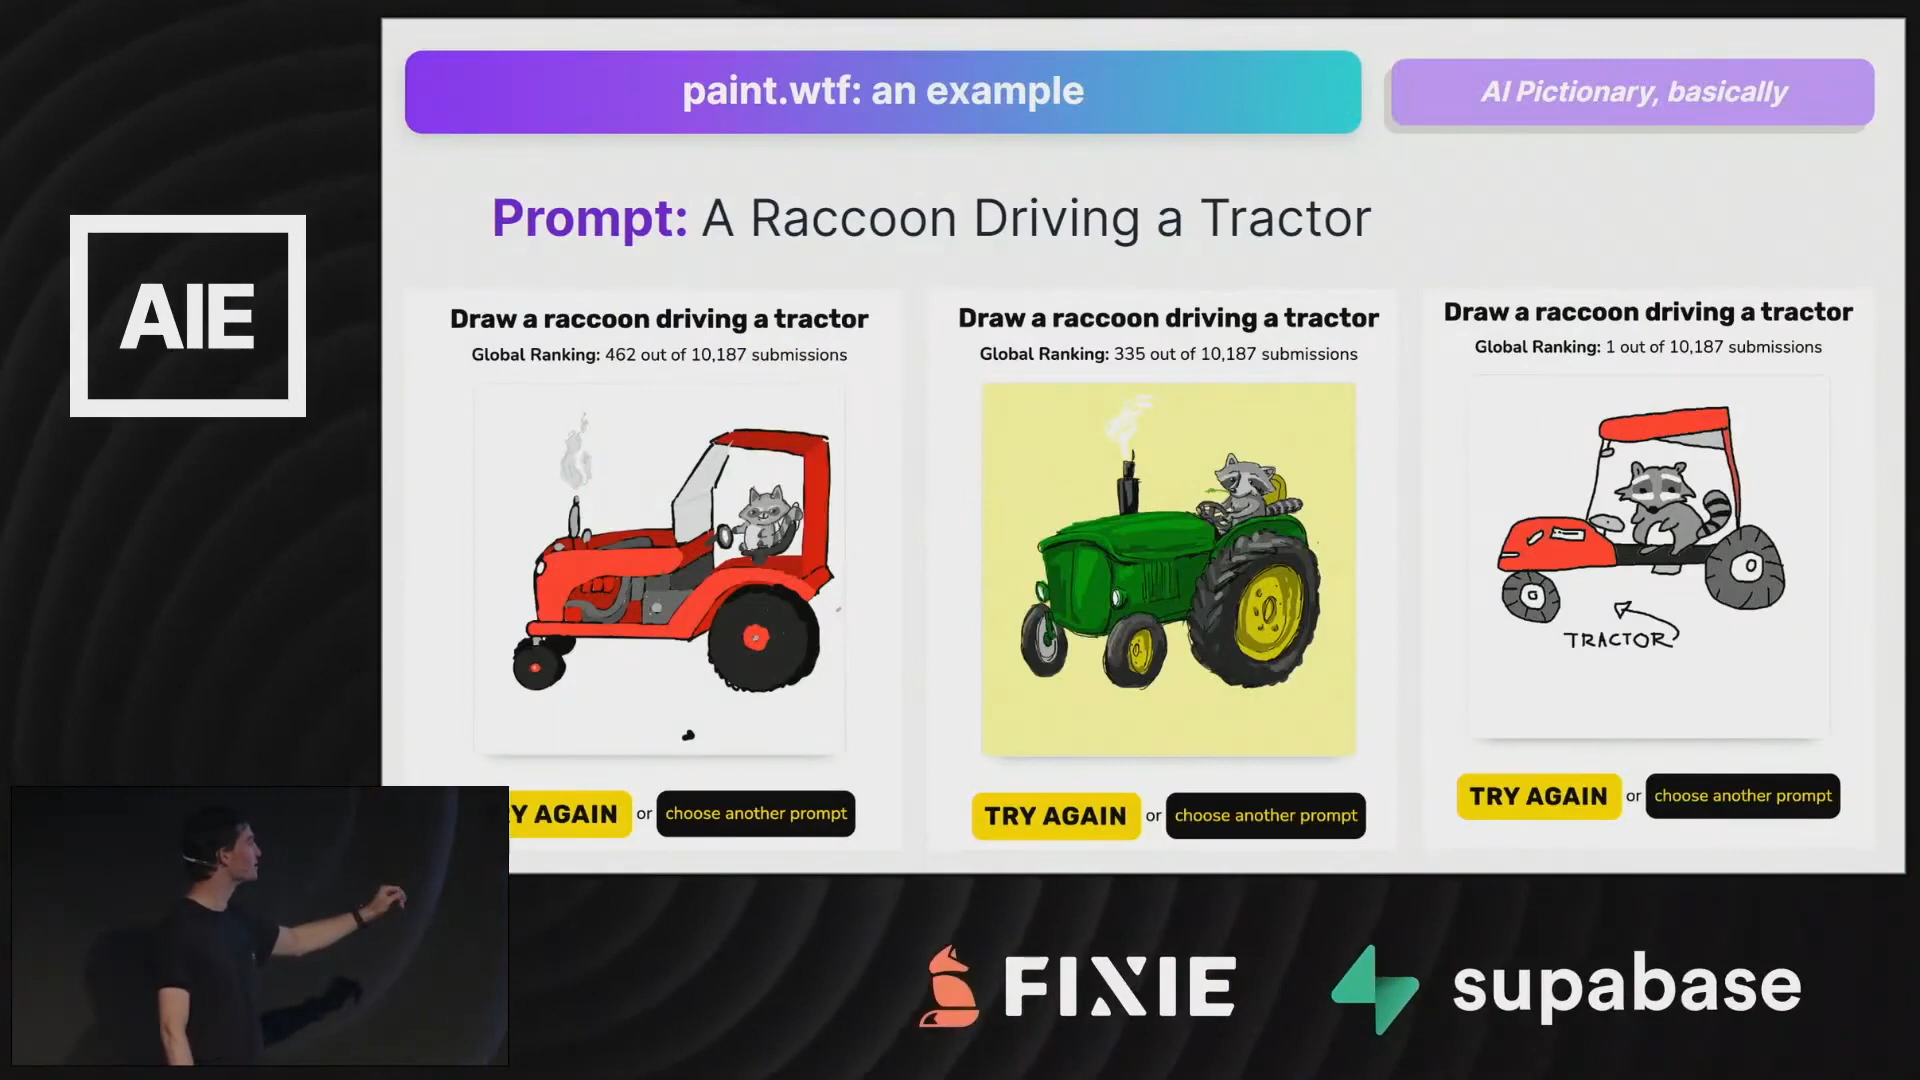 paint.wtf: an example
AI Pictionary, basically
Prompt: A Raccoon Driving a Tractor
AIE
Draw a raccoon driving a tractor
Global Ranking: 462 out of 10,187 submissions
Y AGAIN or choose another prompt
Draw a raccoon driving a tractor
Global Ranking: 335 out of 10,187 submissions
TRY AGAIN or choose another prompt
Draw a raccoon driving a tractor
Global Ranking: 1 out of 10,187 submissions
TRACTOR
TRY AGAIN or choose another prompt
FIXIE
supabase